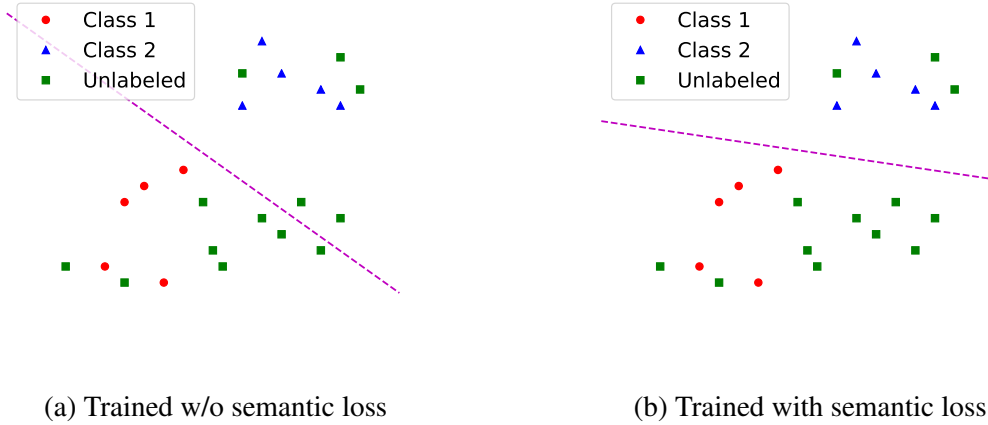 Class 1
Class 2
Unlabeled
Class 1
Class 2
Unlabeled
(a) Trained w/o semantic loss
(b) Trained with semantic loss